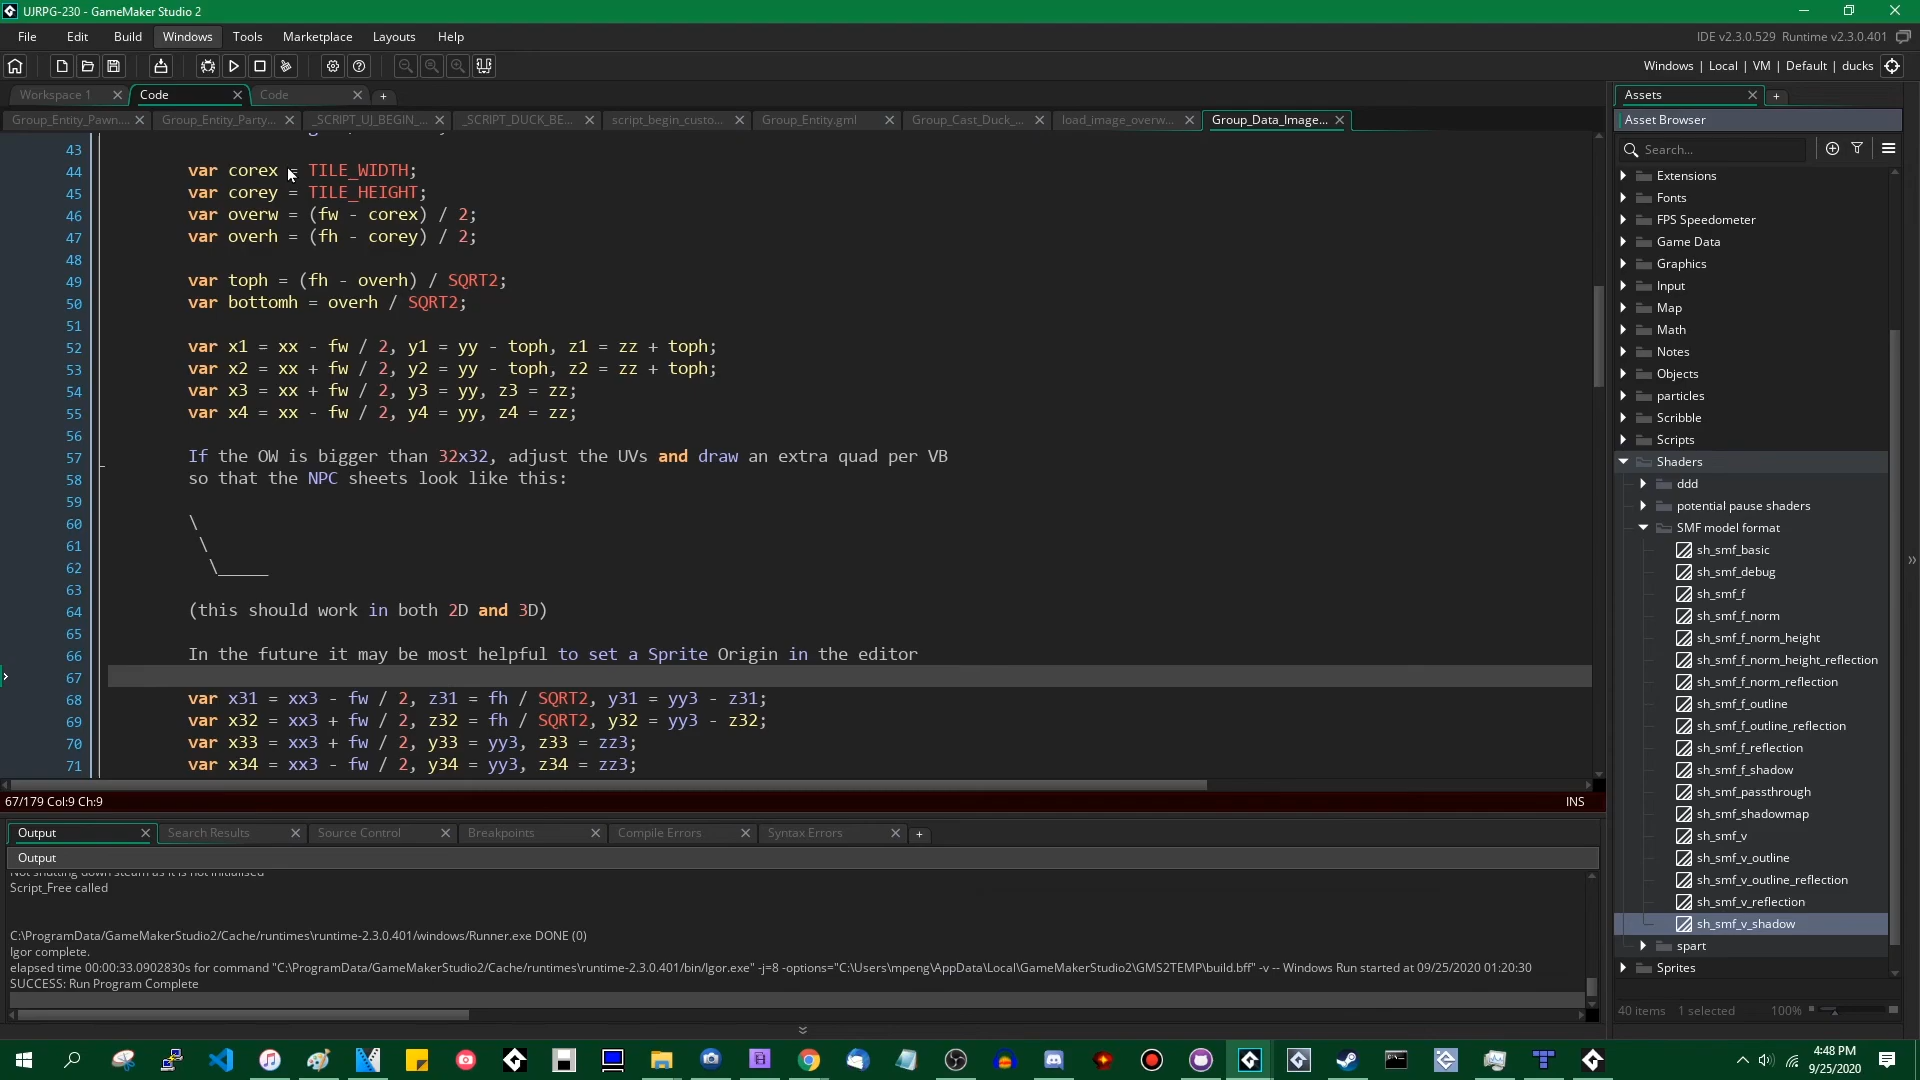 UJRPG-230 - GameMaker Studio 2
File Edit Build Windows Tools Marketplace Layouts Help
IDE v2.3.0.529 Runtime v2.3.0.401
Windows | Local | VM | Default | ducks
Workspace 1 Code Code
Group_Entity_Pawn.... Group_Entity_Party... _SCRIPT_UJ_BEGIN_... _SCRIPT_DUCK_BE... script_begin_custo... Group_Entity.gml Group_Cast_Duck_... load_image_overw... Group_Data_Image...
43
44 var corex = TILE_WIDTH;
45 var corey = TILE_HEIGHT;
46 var overw = (fw - corex) / 2;
47 var overh = (fh - corey) / 2;
48
49 var toph = (fh - overh) / SQRT2;
50 var bottomh = overh / SQRT2;
51
52 var x1 = xx - fw / 2, y1 = yy - toph, z1 = zz + toph;
53 var x2 = xx + fw / 2, y2 = yy - toph, z2 = zz + toph;
54 var x3 = xx + fw / 2, y3 = yy, z3 = zz;
55 var x4 = xx - fw / 2, y4 = yy, z4 = zz;
56
57 If the OW is bigger than 32x32, adjust the UVs and draw an extra quad per VB
58 so that the NPC sheets look like this:
59
60 \
61 \
62 \_____
63
64 (this should work in both 2D and 3D)
65
66 In the future it may be most helpful to set a Sprite Origin in the editor
67
68 var x31 = xx3 - fw / 2, z31 = fh / SQRT2, y31 = yy3 - z31;
69 var x32 = xx3 + fw / 2, z32 = fh / SQRT2, y32 = yy3 - z32;
70 var x33 = xx3 + fw / 2, y33 = yy3, z33 = zz3;
71 var x34 = xx3 - fw / 2, y34 = yy3, z34 = zz3;
67/179 Col:9 Ch:9 INS
Output Search Results Source Control Breakpoints Compile Errors Syntax Errors
Output
Not shutting down steam as it is not initialised
Script_Free called
C:\ProgramData/GameMakerStudio2/Cache/runtimes\runtime-2.3.0.401/windows/Runner.exe DONE (0)
Igor complete.
elapsed time 00:00:33.0902830s for command "C:\ProgramData/GameMakerStudio2/Cache/runtimes\runtime-2.3.0.401/bin/Igor.exe" -j=8 -options="C:\Users\mpeng\AppData\Local\GameMakerStudio2\GMS2TEMP\build.bff" -v -- Windows Run started at 09/25/2020 01:20:30
SUCCESS: Run Program Complete
Assets
Asset Browser
Search...
Extensions
Fonts
FPS Speedometer
Game Data
Graphics
Input
Map
Math
Notes
Objects
particles
Scribble
Scripts
Shaders
ddd
potential pause shaders
SMF model format
sh_smf_basic
sh_smf_debug
sh_smf_f
sh_smf_f_norm
sh_smf_f_norm_height
sh_smf_f_norm_height_reflection
sh_smf_f_norm_reflection
sh_smf_f_outline
sh_smf_f_outline_reflection
sh_smf_f_reflection
sh_smf_f_shadow
sh_smf_passthrough
sh_smf_shadowmap
sh_smf_v
sh_smf_v_outline
sh_smf_v_outline_reflection
sh_smf_v_reflection
sh_smf_v_shadow
spart
Sprites
40 items 1 selected 100%
4:48 PM
9/25/2020